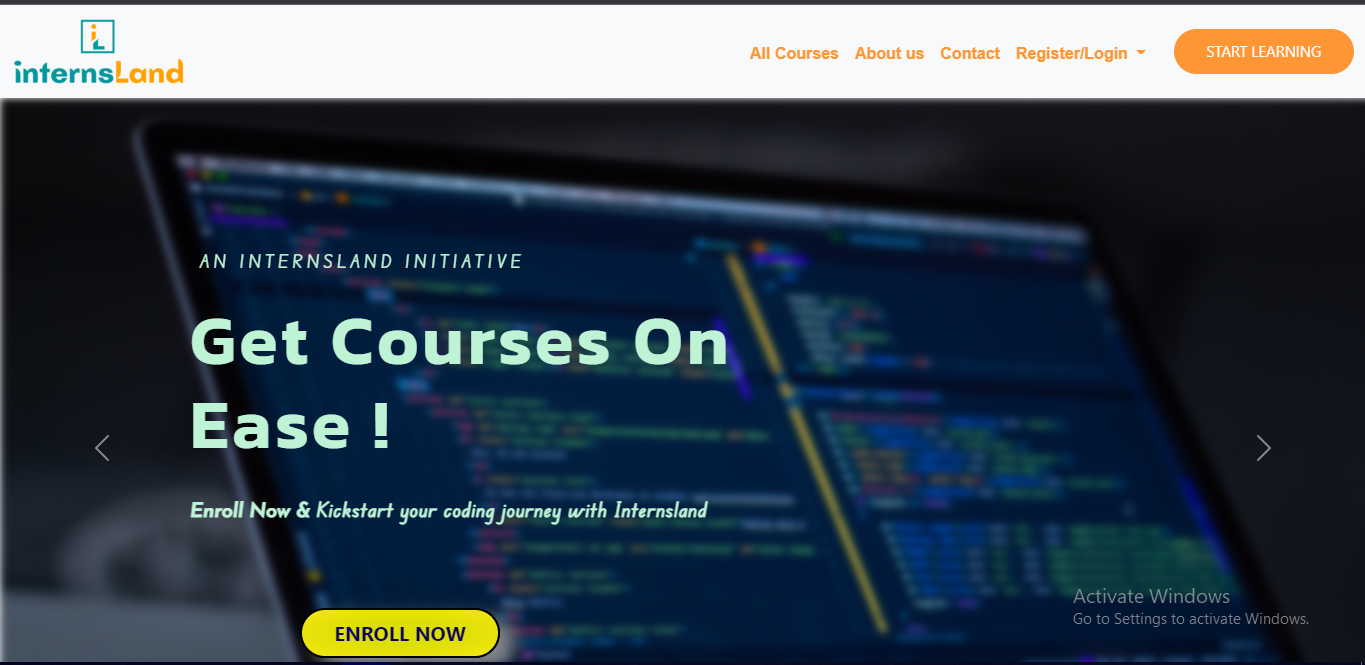 iL
internsLand
All Courses About us Contact Register/Login START LEARNING
AN INTERNSLAND INITIATIVE
Get Courses On
Ease !
Enroll Now & Kickstart your coding journey with Internsland
ENROLL NOW
Activate Windows
Go to Settings to activate Windows.